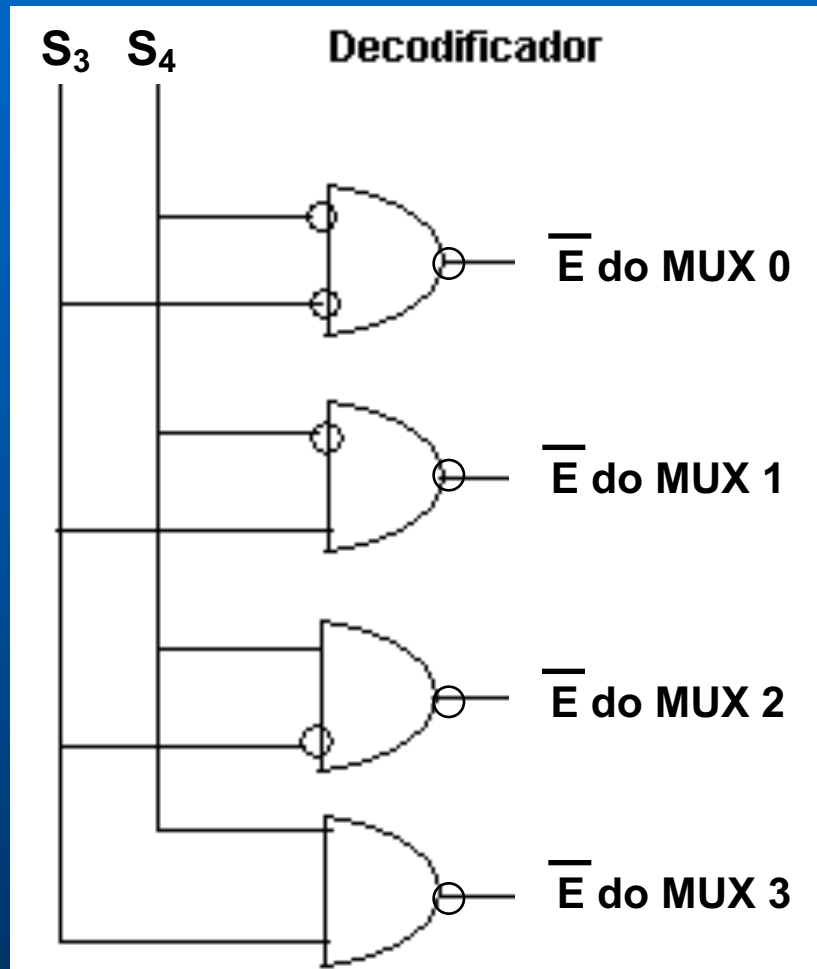 S₃ S₄ Decodificador
E̅ do MUX 0
E̅ do MUX 1
E̅ do MUX 2
E̅ do MUX 3